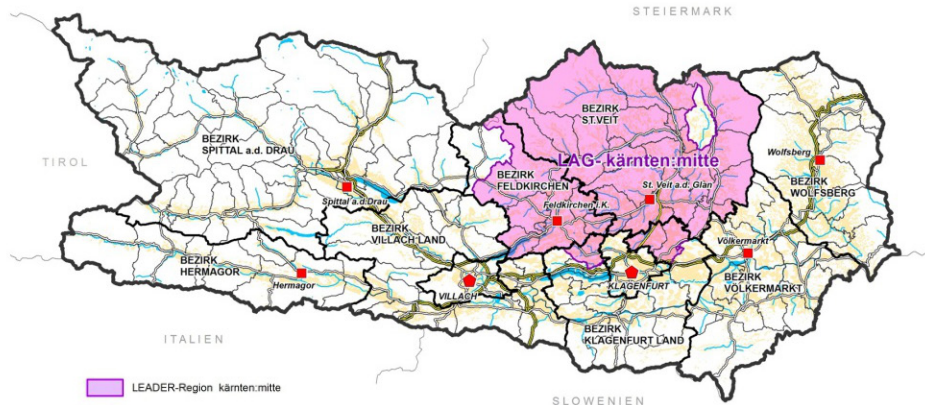 STEIERMARK
BEZIRK
ST.VEIT
BEZIRK
SPITTAL a.d. DRAU
Wolfsberg
TIROL
LAG- kärnten:mitte
BEZIRK
FELDKIRCHEN
BEZIRK
WOLFSBERG
St. Veit a.d. Glan
Spittal a.d.Drau
Feldkirchen i.K.
BEZIRK
VILLACH LAND
Völkermarkt
BEZIRK
HERMAGOR
Hermagor
VILLACH
KLAGENFURT
BEZIRK
VÖLKERMARKT
BEZIRK
KLAGENFURT LAND
ITALIEN
LEADER-Region kärnten:mitte
SLOWENIEN